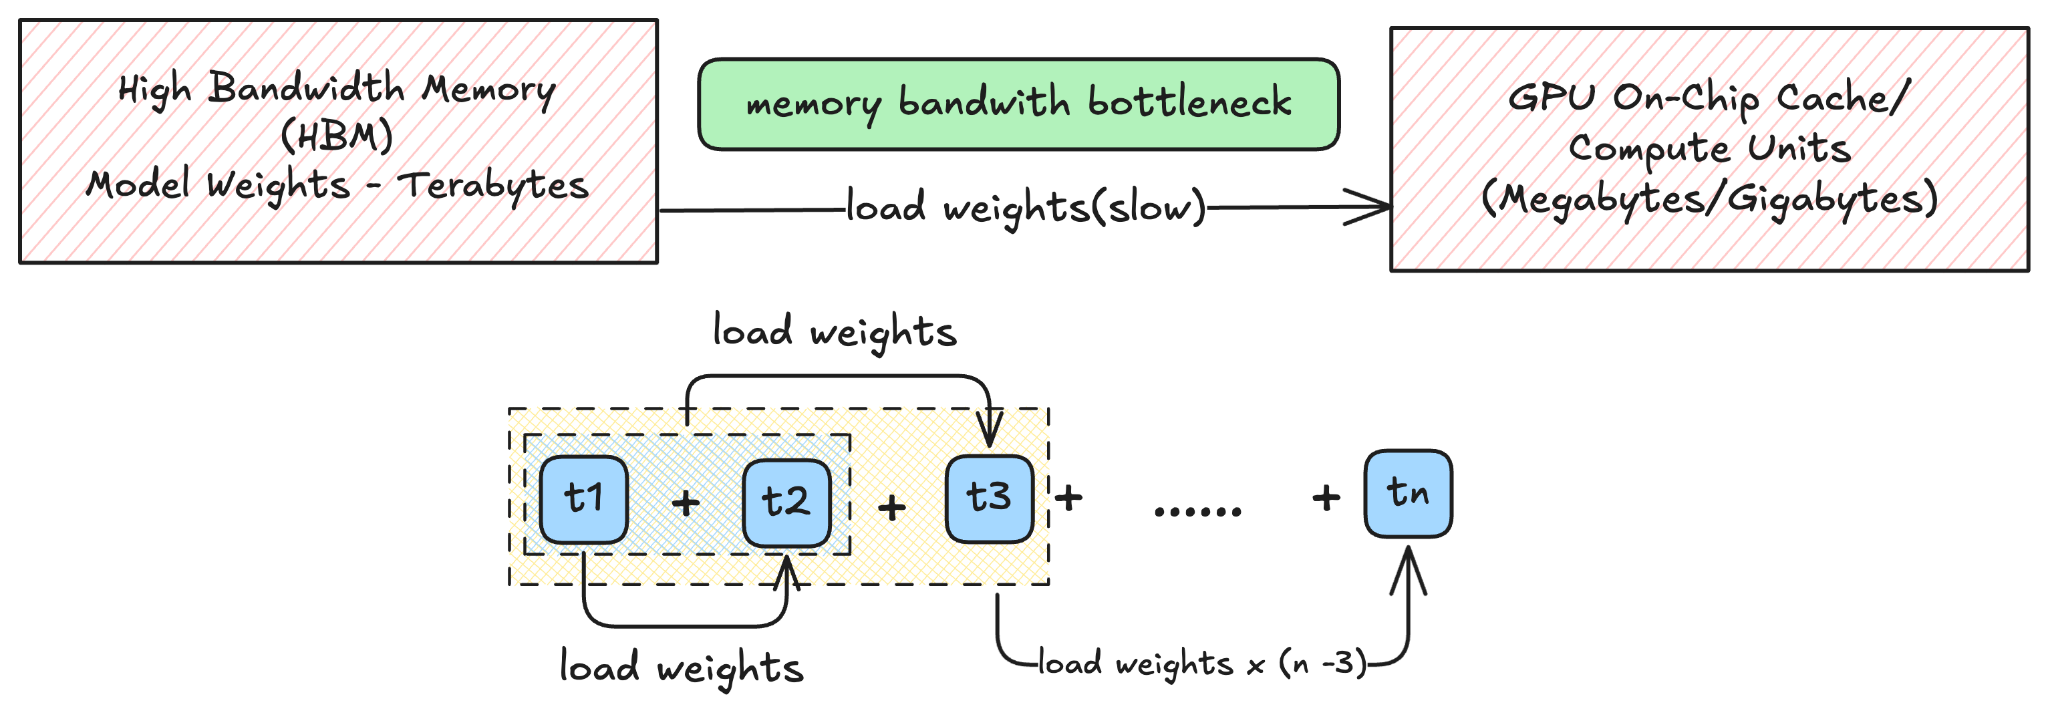 High Bandwidth Memory
(HBM)
Model Weights - Terabytes
memory bandwith bottleneck
load weights(slow)
GPU On-Chip Cache/
Compute Units
(Megabytes/Gigabytes)
load weights
t1 + t2 + t3 + ...... + tn
load weights
load weights x (n -3)